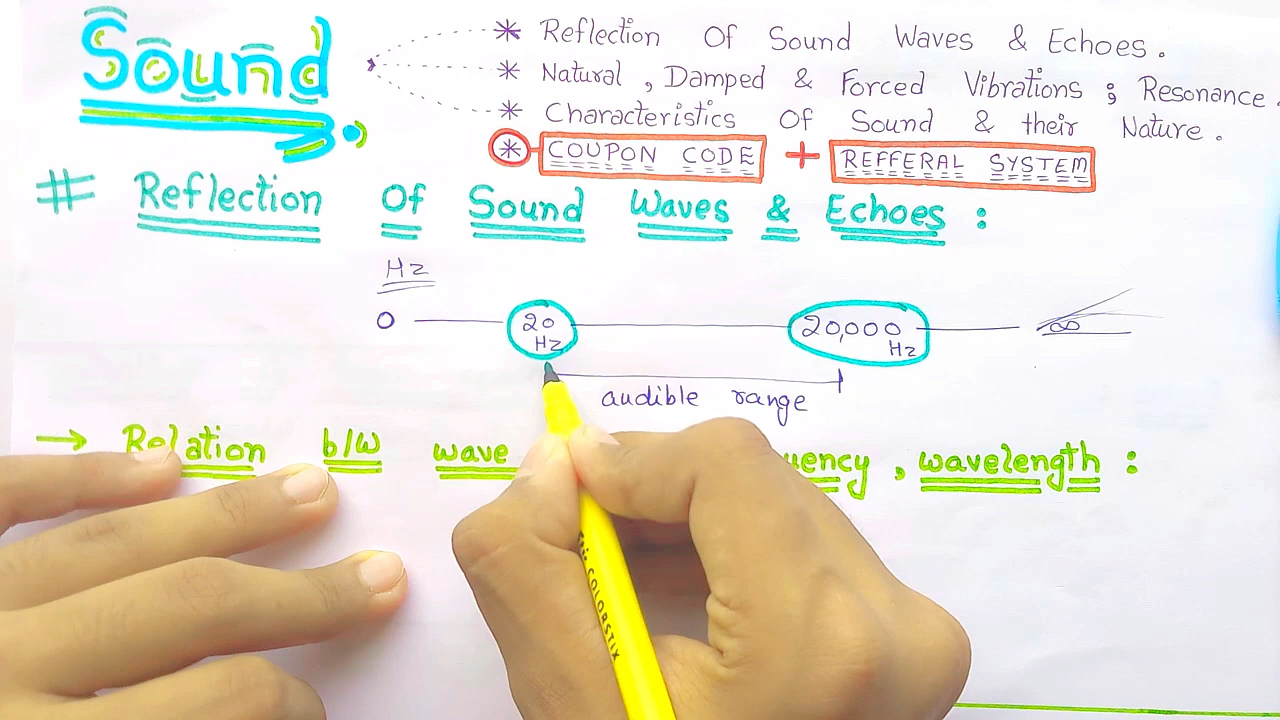 Sound
* Reflection Of Sound Waves & Echoes.
* Natural, Damped & Forced Vibrations ; Resonance.
* Characteristics Of Sound & their Nature.
* COUPON CODE + REFFERAL SYSTEM
# Reflection Of Sound Waves & Echoes :
Hz
0 20 Hz 20,000 Hz ∞
audible range
→ Relation b/w wave , wavelength :
COLORSTIX